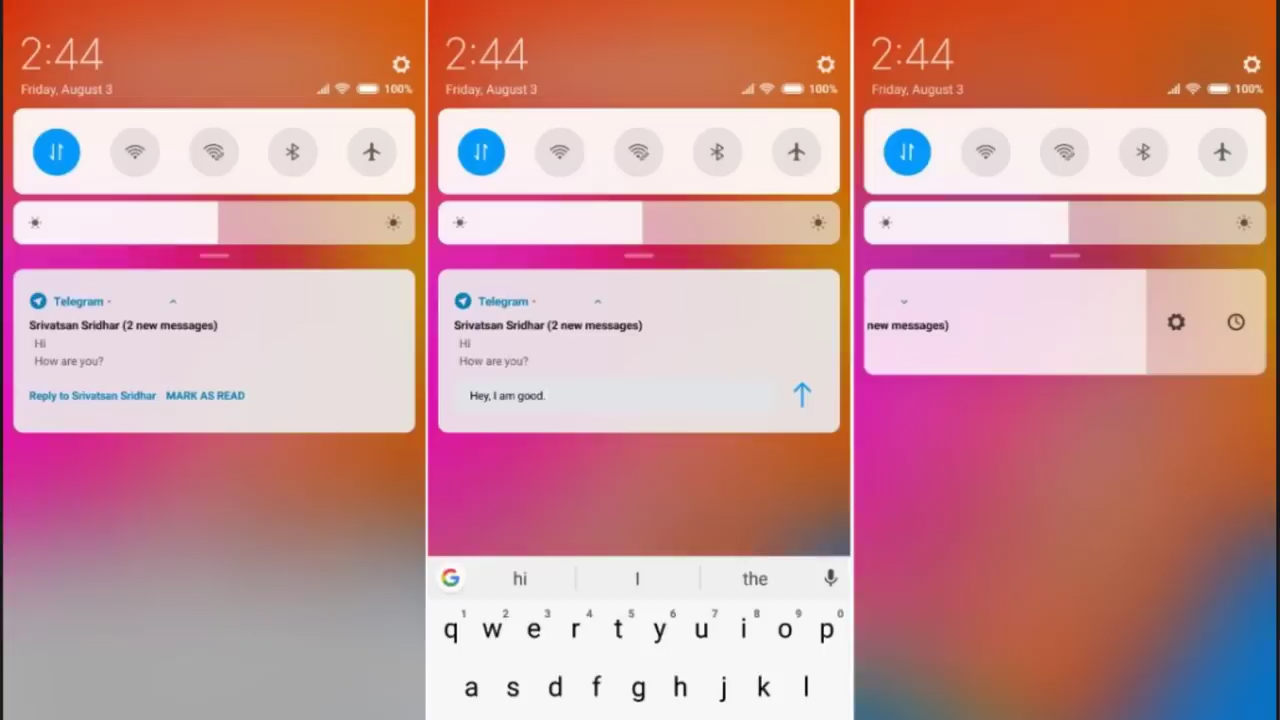 2:44
Friday, August 3
100%
Telegram •
Srivatsan Sridhar (2 new messages)
Hi
How are you?
Reply to Srivatsan Sridhar MARK AS READ
2:44
Friday, August 3
100%
Telegram •
Srivatsan Sridhar (2 new messages)
Hi
How are you?
Hey, I am good.
hi I the
1 2 3 4 5 6 7 8 9 0
q w e r t y u i o p
a s d f g h j k l
2:44
Friday, August 3
100%
new messages)